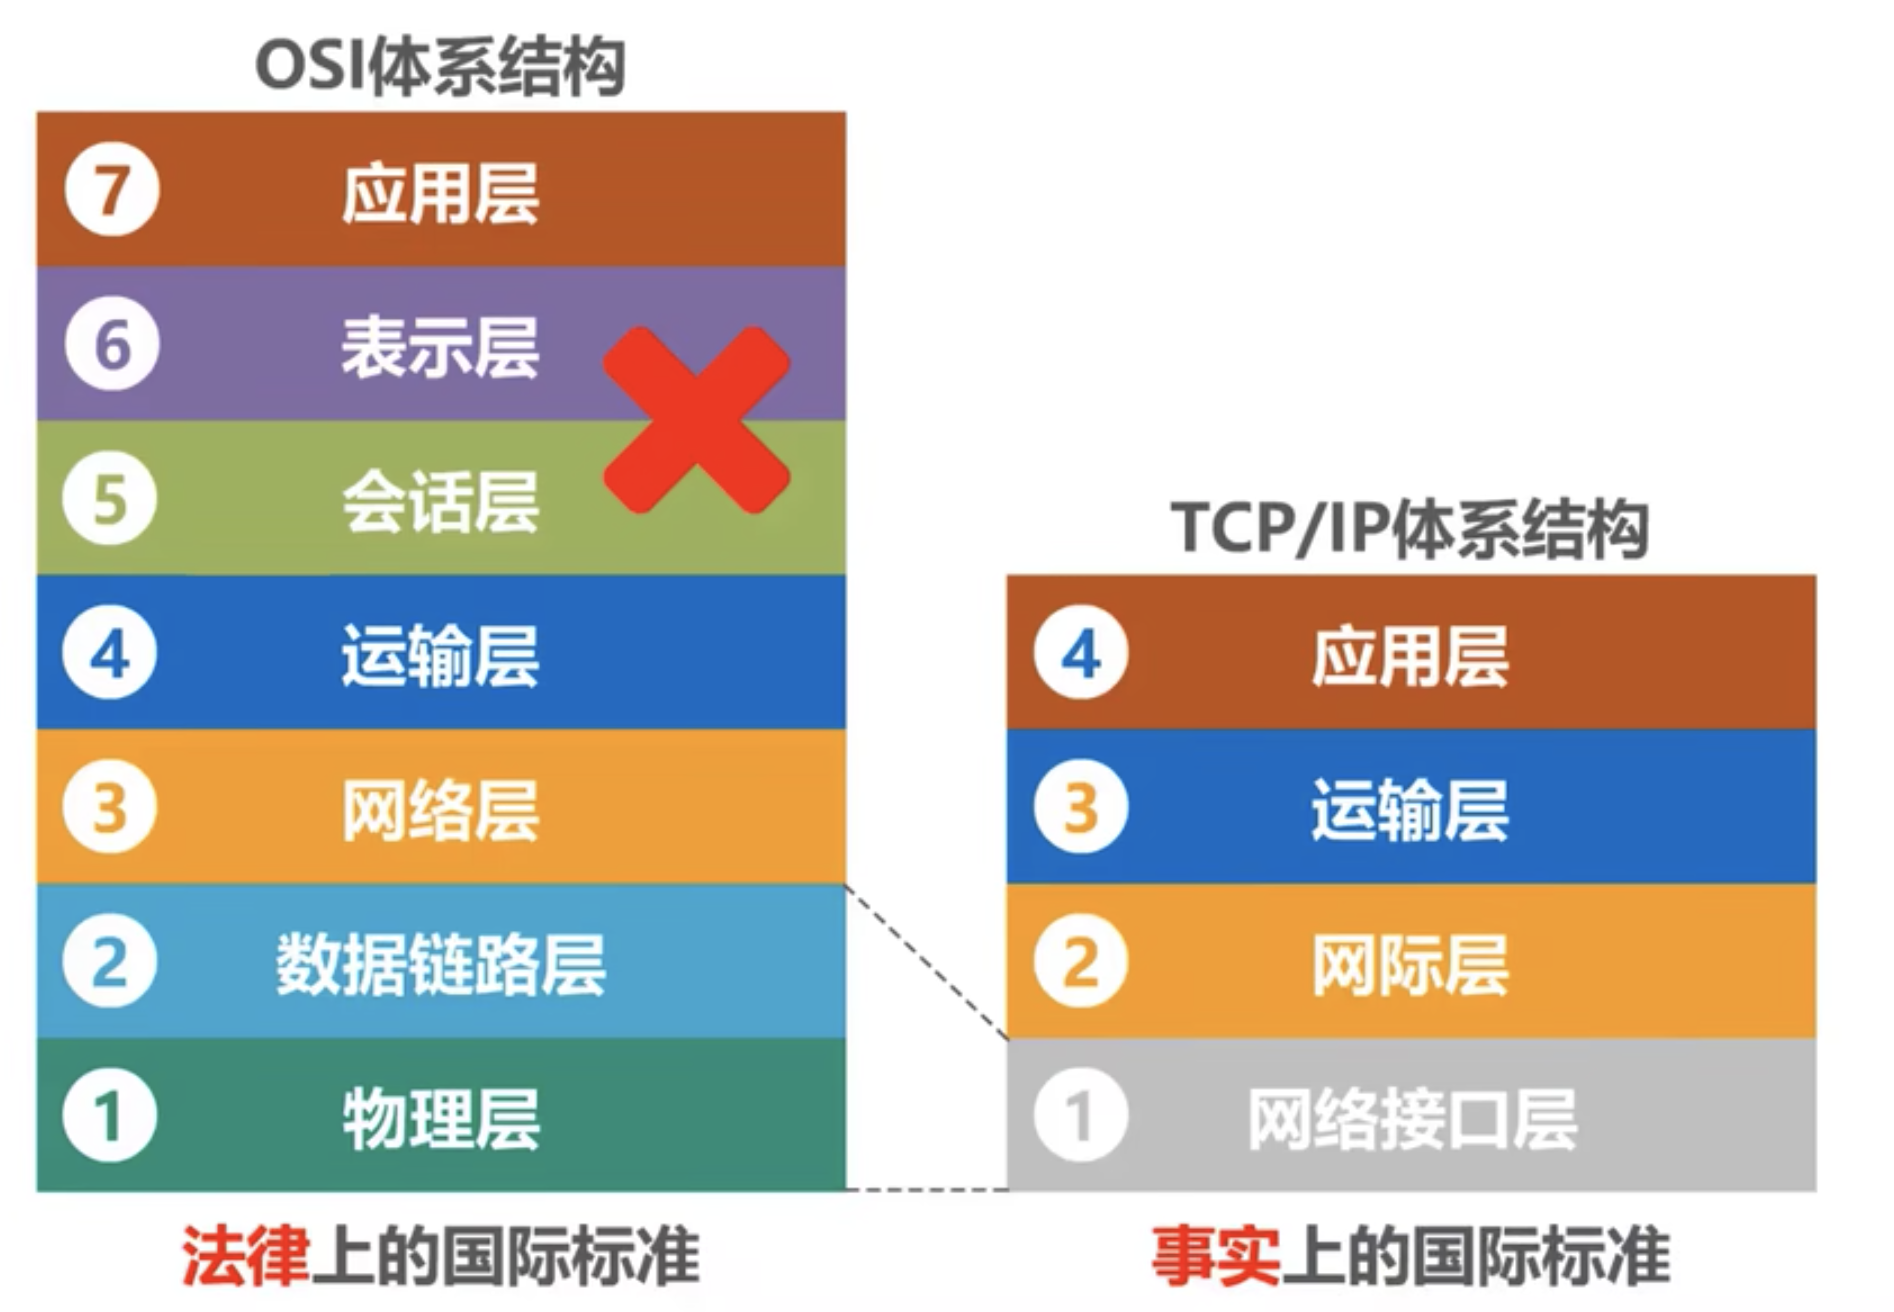 OSI体系结构
7 应用层
6 表示层
5 会话层
4 运输层
3 网络层
2 数据链路层
1 物理层
法律上的国际标准
TCP/IP体系结构
4 应用层
3 运输层
2 网际层
1 网络接口层
事实上的国际标准